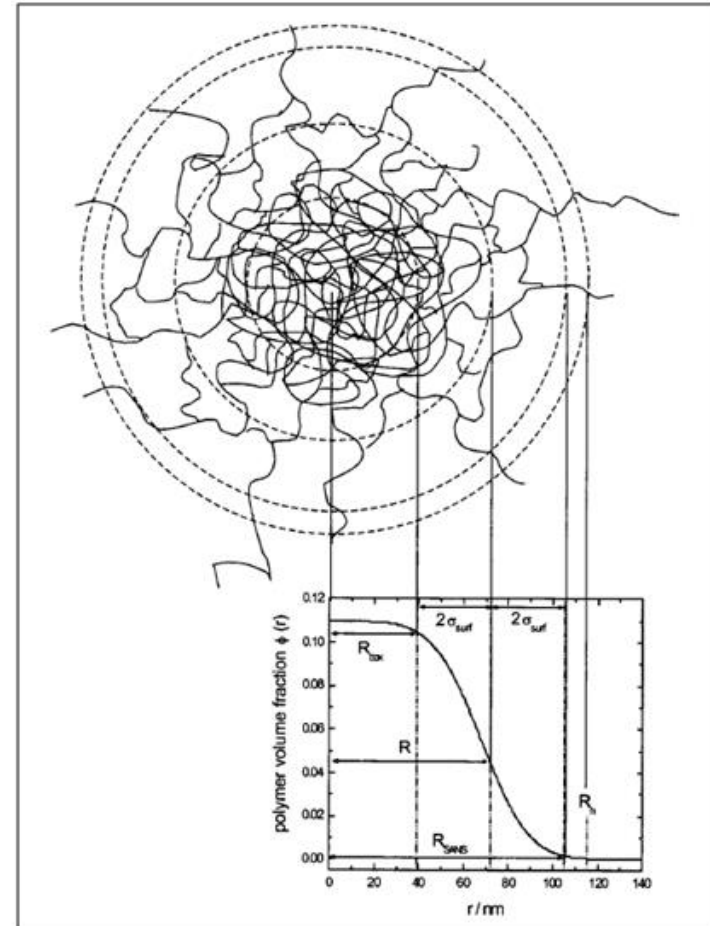 0.12
0.10
0.08
0.06
0.04
0.02
0.00
polymer volume fraction ϕ (r)
2σsurf 2σsurf
Rbox
R
RSANS
Rh
0 20 40 60 80 100 120 140
r / nm